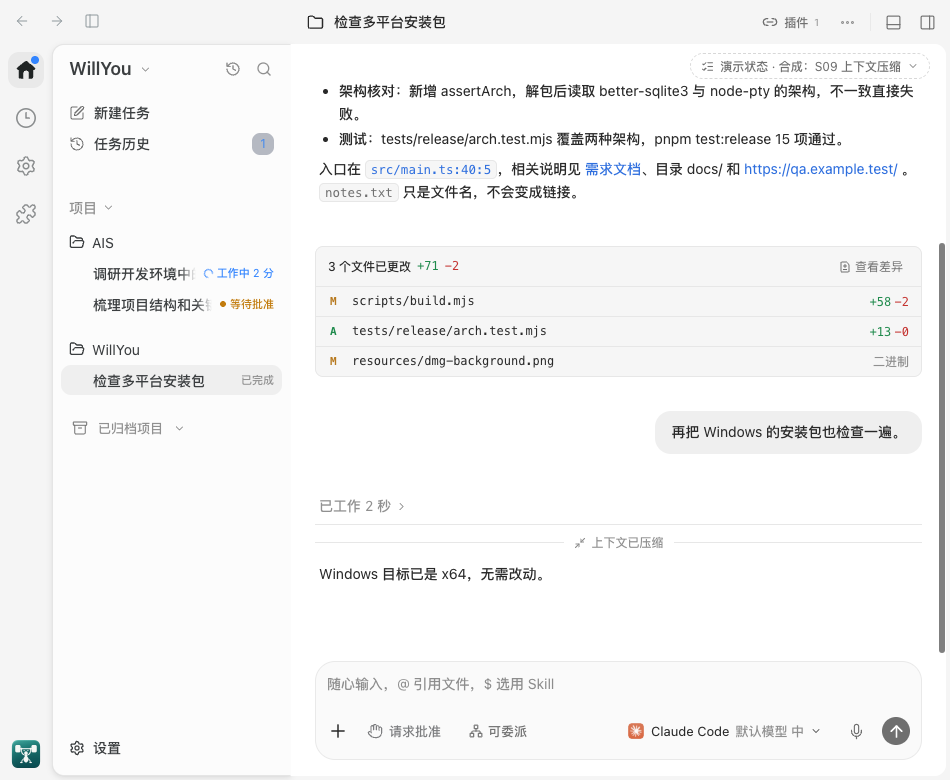 检查多平台安装包
插件 1
WillYou
新建任务
任务历史
1
项目
AIS
调研开发环境中
工作中 2 分
梳理项目结构和关
等待批准
WillYou
检查多平台安装包
已完成
已归档项目
设置
演示状态 · 合成：S09 上下文压缩
架构核对：新增 assertArch，解包后读取 better-sqlite3 与 node-pty 的架构，不一致直接失
败。
测试：tests/release/arch.test.mjs 覆盖两种架构，pnpm test:release 15 项通过。
入口在 src/main.ts:40:5，相关说明见 需求文档、目录 docs/ 和 https://qa.example.test/ 。
notes.txt 只是文件名，不会变成链接。
3 个文件已更改 +71 −2
查看差异
M scripts/build.mjs +58 −2
A tests/release/arch.test.mjs +13 −0
M resources/dmg-background.png 二进制
再把 Windows 的安装包也检查一遍。
已工作 2 秒
上下文已压缩
Windows 目标已是 x64，无需改动。
随心输入，@ 引用文件，$ 选用 Skill
请求批准
可委派
Claude Code 默认模型 中